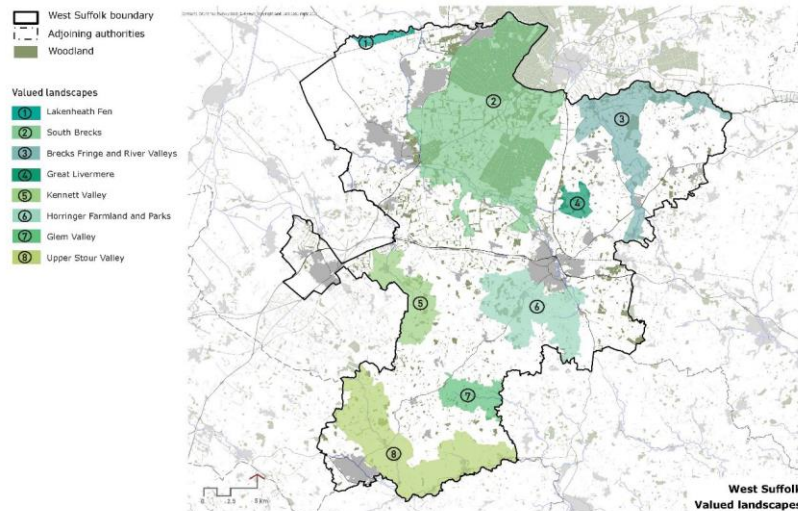 West Suffolk boundary
Adjoining authorities
Woodland
Valued landscapes
1 Lakenheath Fen
2 South Brecks
3 Brecks Fringe and River Valleys
4 Great Livermere
5 Kennett Valley
6 Horringer Farmland and Parks
7 Glem Valley
8 Upper Stour Valley
1
2
3
4
5
6
7
8
0 2.5 5 km
West Suffolk
Valued landscapes